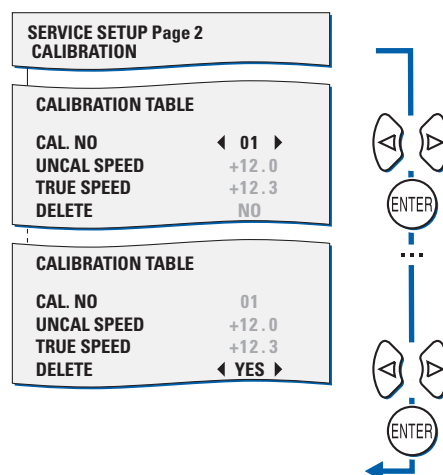 SERVICE SETUP Page 2
CALIBRATION
CALIBRATION TABLE
CAL. NO 01
UNCAL SPEED +12.0
TRUE SPEED +12.3
DELETE NO
ENTER
...
CALIBRATION TABLE
CAL. NO 01
UNCAL SPEED +12.0
TRUE SPEED +12.3
DELETE YES
ENTER